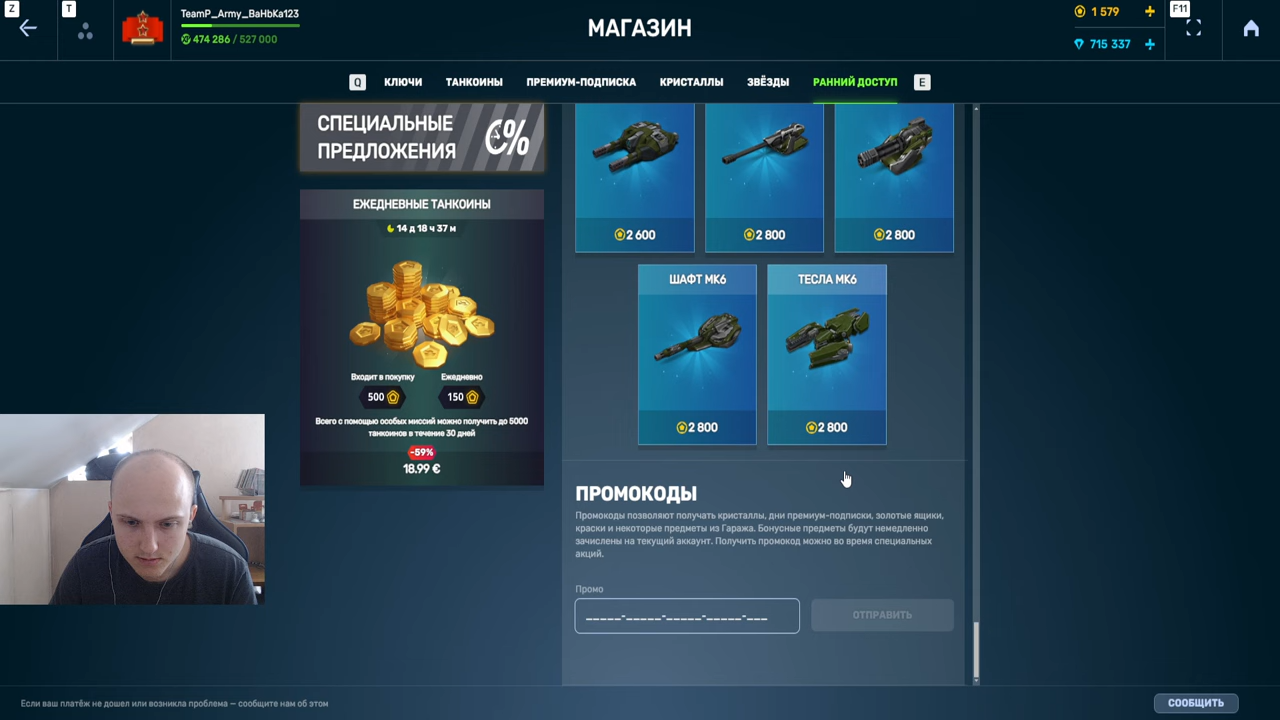 Z
T
TeamP_Army_BaHbKa123
474 286 / 527 000
МАГАЗИН
1 579
+
F11
715 337
+
Q
КЛЮЧИ
ТАНКОИНЫ
ПРЕМИУМ-ПОДПИСКА
КРИСТАЛЛЫ
ЗВЁЗДЫ
РАННИЙ ДОСТУП
E
СПЕЦИАЛЬНЫЕ
ПРЕДЛОЖЕНИЯ
%
ЕЖЕДНЕВНЫЕ ТАНКОИНЫ
14 д 18 ч 37 м
Входит в покупку
Ежедневно
500
150
Всего с помощью особых миссий можно получить до 5000
танкоинов в течение 30 дней
-59%
18.99 €
2 600
2 800
2 800
ШАФТ МК6
ТЕСЛА МК6
2 800
2 800
ПРОМОКОДЫ
Промокоды позволяют получать кристаллы, дни премиум-подписки, золотые ящики,
краски и некоторые предметы из Гаража. Бонусные предметы будут немедленно
зачислены на текущий аккаунт. Получить промокод можно во время специальных
акций.
Промо
_____-_____-_____-_____-___
ОТПРАВИТЬ
Если ваш платёж не дошел или возникла проблема — сообщите нам об этом
СООБЩИТЬ